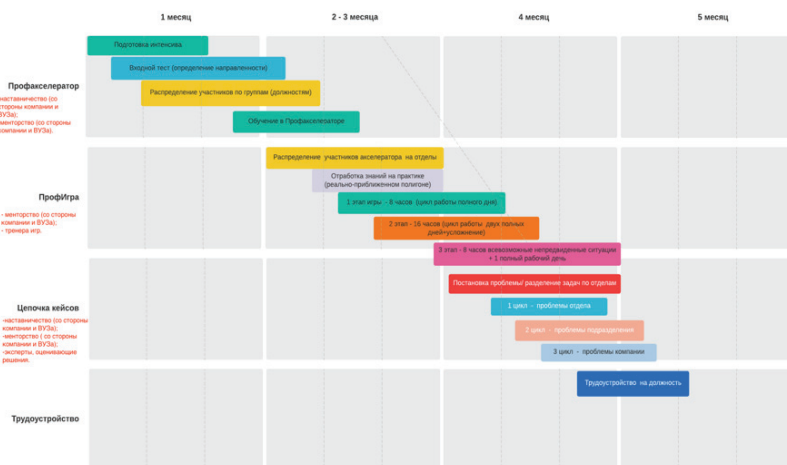 1 месяц
2 - 3 месяца
4 месяц
5 месяц
Подготовка интенсива
Входной тест (определение направленности)
Профакселератор
Распределение участников по группам (должностям)
-наставничество (со
стороны компании и
ВУЗа);
-менторство (со стороны
компании и ВУЗа).
Обучение в Профакселезаторе
Распределение участников акселератора на отделы
Отработка знаний на практике
(реально-приближенном полигоне)
ПрофИгра
1 этап игры - 8 часов (цикл работы полного дня)
- менторство (со стороны
компании и ВУЗа);
- тренера игр.
2 этап - 16 часов (цикл работы двух полных
дней+усложнение)
3 этап - 8 часов всевозможные непредвиденные ситуации
+ 1 полный рабочий день
Постановка проблемы/ разделение задач по отделам
Цепочка кейсов
1 цикл - проблемы отдела
-наставничество (со стороны
компании и ВУЗа);
-менторство ( со стороны
компании и ВУЗа);
-эксперты, оценивающие
решения.
2 цикл - проблемы подразделения
3 цикл - проблемы компании
Трудоустройство на должность
Трудоустройство